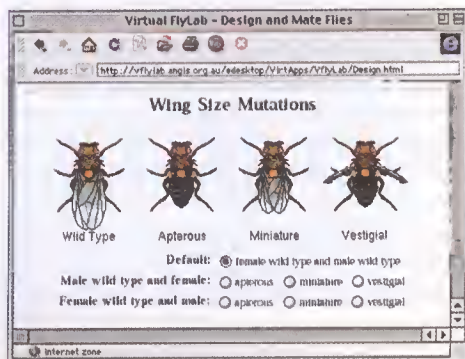 Virtual FlyLab - Design and Mate Flies
Address: http://vflylab.angis.org.au/edesktop/VirtApps/VflyLab/Design.html
Wing Size Mutations
Wild Type Apterous Miniature Vestigial
Default: female wild type and male wild type
Male wild type and female: apterous miniature vestigial
Female wild type and male: apterous miniature vestigial
Internet zone